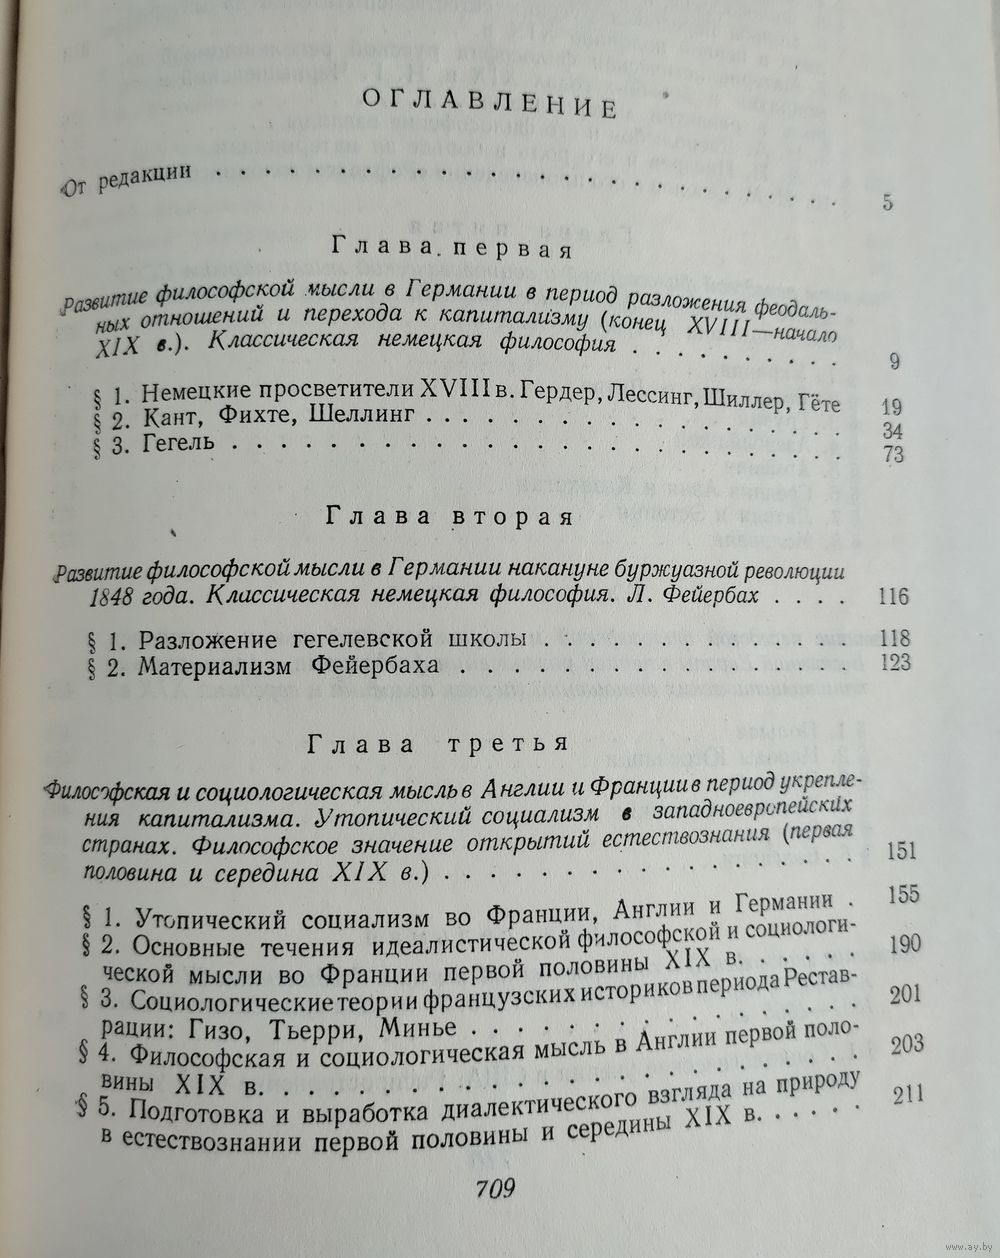 ОГЛАВЛЕНИЕ
От редакции . . . . . . . . . . . . . . . . . . . . . . . . . . 5
Глава первая
Развитие философской мысли в Германии в период разложения феодаль-
ных отношений и перехода к капитализму (конец XVIII—начало
XIX в.). Классическая немецкая философия . . . . . . . . . 9
§ 1. Немецкие просветители XVIII в. Гердер, Лессинг, Шиллер, Гёте 19
§ 2. Кант, Фихте, Шеллинг . . . . . . . . . . . . . . . . . . 34
§ 3. Гегель . . . . . . . . . . . . . . . . . . . . . . . . . . 73
Глава вторая
Развитие философской мысли в Германии накануне буржуазной революции
1848 года. Классическая немецкая философия. Л. Фейербах . . . . 116
§ 1. Разложение гегелевской школы . . . . . . . . . . . . . . 118
§ 2. Материализм Фейербаха . . . . . . . . . . . . . . . . . 123
Глава третья
Философская и социологическая мысль в Англии и Франции в период укрепле-
ния капитализма. Утопический социализм в западноевропейских
странах. Философское значение открытий естествознания (первая
половина и середина XIX в.) . . . . . . . . . . . . . . . . . 151
§ 1. Утопический социализм во Франции, Англии и Германии . 155
§ 2. Основные течения идеалистической философской и социологи-
ческой мысли во Франции первой половины XIX в. . . . . . 190
§ 3. Социологические теории французских историков периода Рестав-
рации: Гизо, Тьерри, Минье . . . . . . . . . . . . . . . . . 201
§ 4. Философская и социологическая мысль в Англии первой поло-
вины XIX в. . . . . . . . . . . . . . . . . . . . . . . . . . 203
§ 5. Подготовка и выработка диалектического взгляда на природу
в естествознании первой половины и середины XIX в. . . . . . 211
709
www.ay.by